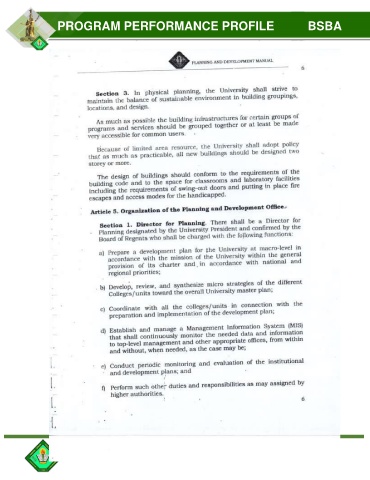 PROGRAM PERFORMANCE PROFILE BSBA
PLANNING AND DEVELOPMENT MANUAL
6
Section 3. In physical planning, the University shall strive to
maintain the balance of sustainable environment in building groupings,
locations, and design.
As much as possible the building infrastructures for certain groups of
programs and services should be grouped together or at least be made
very accessible for common users.
Because of limited area resource, the University shall adopt policy
that as much as practicable, all new buildings should be designed two
storey or more.
The design of buildings should conform to the requirements of the
building code and to the space for classrooms and laboratory facilities
including the requirements of swing-out doors and putting in place fire
escapes and access modes for the handicapped.
Article 5. Organization of the Planning and Development Office.
Section 1. Director for Planning. There shall be a Director for
Planning designated by the University President and confirmed by the
Board of Regents who shall be charged with the following functions:
a) Prepare a development plan for the University at macro-level in
accordance with the mission of the University within the general
provision of its charter and in accordance with national and
regional priorities;
b) Develop, review, and synthesize micro strategies of the different
Colleges/units toward the overall University master plan;
c) Coordinate with all the colleges/units in connection with the
preparation and implementation of the development plan;
d) Establish and manage a Management Information System (MIS)
that shall continuously monitor the needed data and information
to top-level management and other appropriate offices, from within
and without, when needed, as the case may be;
e) Conduct periodic monitoring and evaluation of the institutional
and development plans; and
f) Perform such other duties and responsibilities as may assigned by
higher authorities.
6